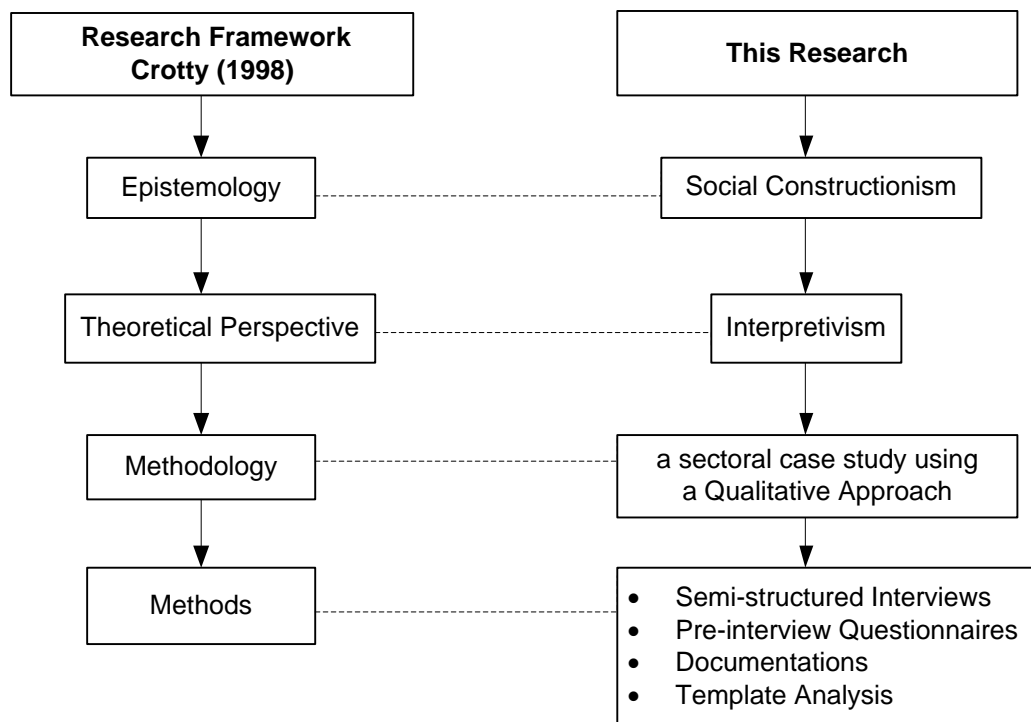 Research Framework
Crotty (1998)
This Research
Epistemology
Social Constructionism
Theoretical Perspective
Interpretivism
Methodology
a sectoral case study using
a Qualitative Approach
Methods
• Semi-structured Interviews
• Pre-interview Questionnaires
• Documentations
• Template Analysis